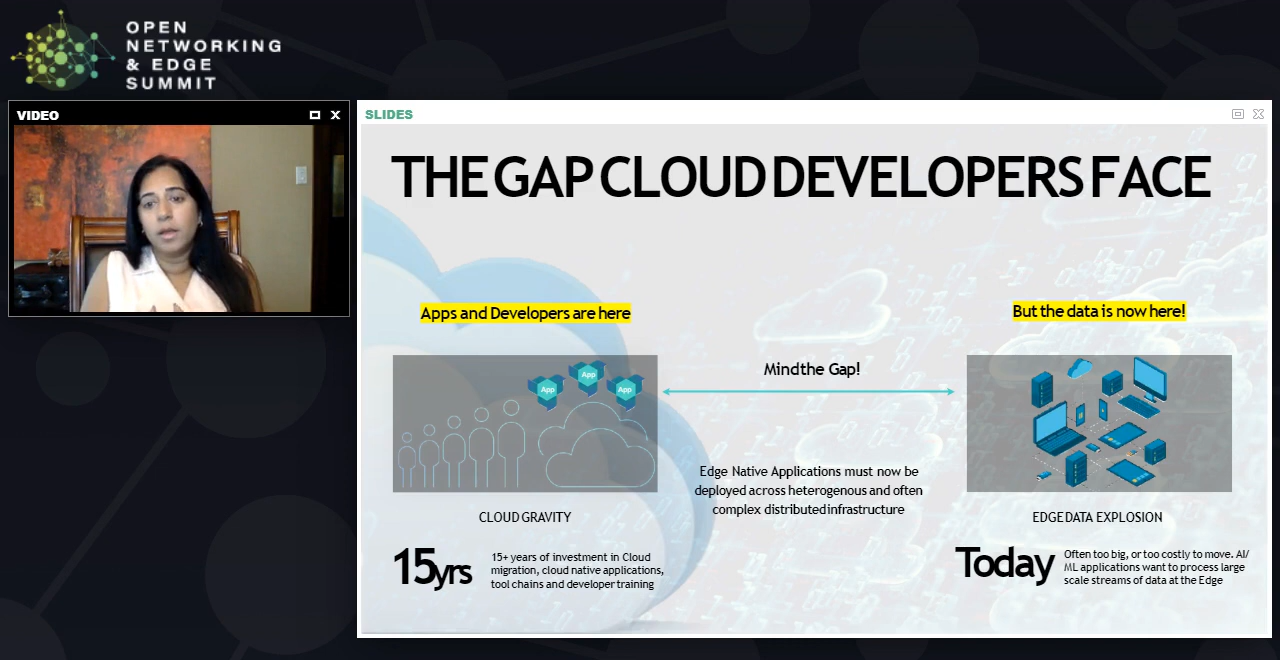 OPEN
NETWORKING
& EDGE
SUMMIT
VIDEO
SLIDES
THE GAP CLOUD DEVELOPERS FACE
Apps and Developers are here
But the data is now here!
App
App
App
Mind the Gap!
Edge Native Applications must now be
deployed across heterogenous and often
complex distributed infrastructure
CLOUD GRAVITY
EDGE DATA EXPLOSION
15yrs
15+ years of investment in Cloud
migration, cloud native applications,
tool chains and developer training
Today
Often too big, or too costly to move. AI/
ML applications want to process large
scale streams of data at the Edge